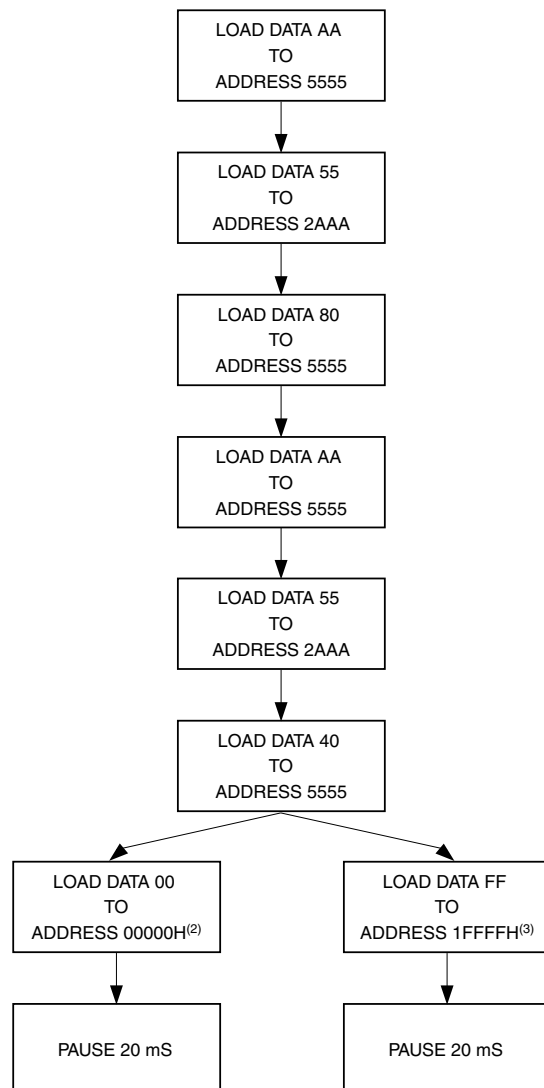 LOAD DATA AA
TO
ADDRESS 5555
LOAD DATA 55
TO
ADDRESS 2AAA
LOAD DATA 80
TO
ADDRESS 5555
LOAD DATA AA
TO
ADDRESS 5555
LOAD DATA 55
TO
ADDRESS 2AAA
LOAD DATA 40
TO
ADDRESS 5555
LOAD DATA 00
TO
ADDRESS 00000H(2)
PAUSE 20 mS
LOAD DATA FF
TO
ADDRESS 1FFFFH(3)
PAUSE 20 mS